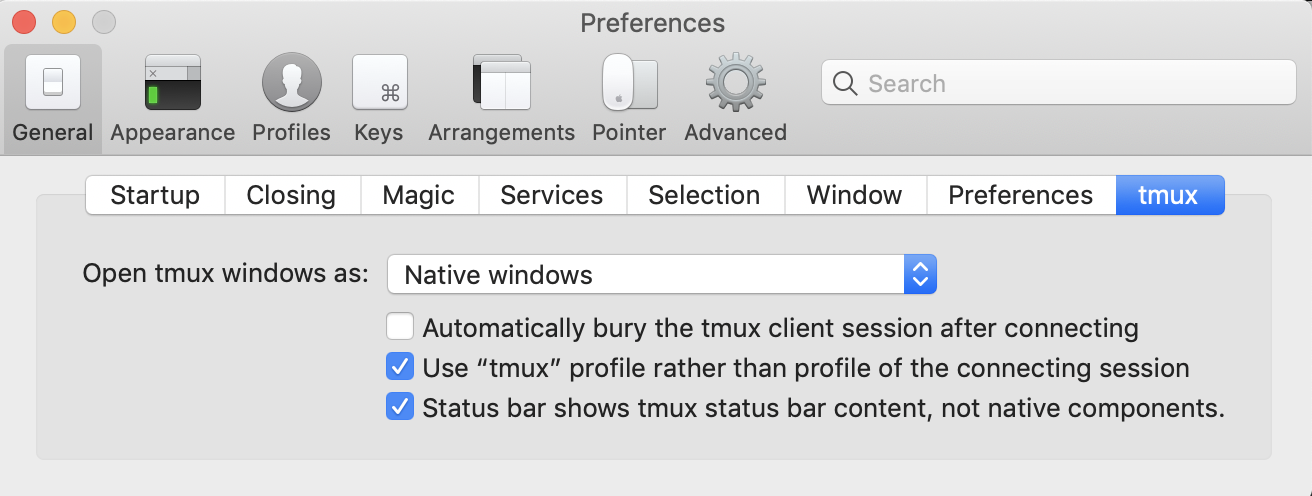 Preferences
General Appearance Profiles Keys Arrangements Pointer Advanced Search
Startup Closing Magic Services Selection Window Preferences tmux
Open tmux windows as: Native windows
Automatically bury the tmux client session after connecting
Use “tmux” profile rather than profile of the connecting session
Status bar shows tmux status bar content, not native components.